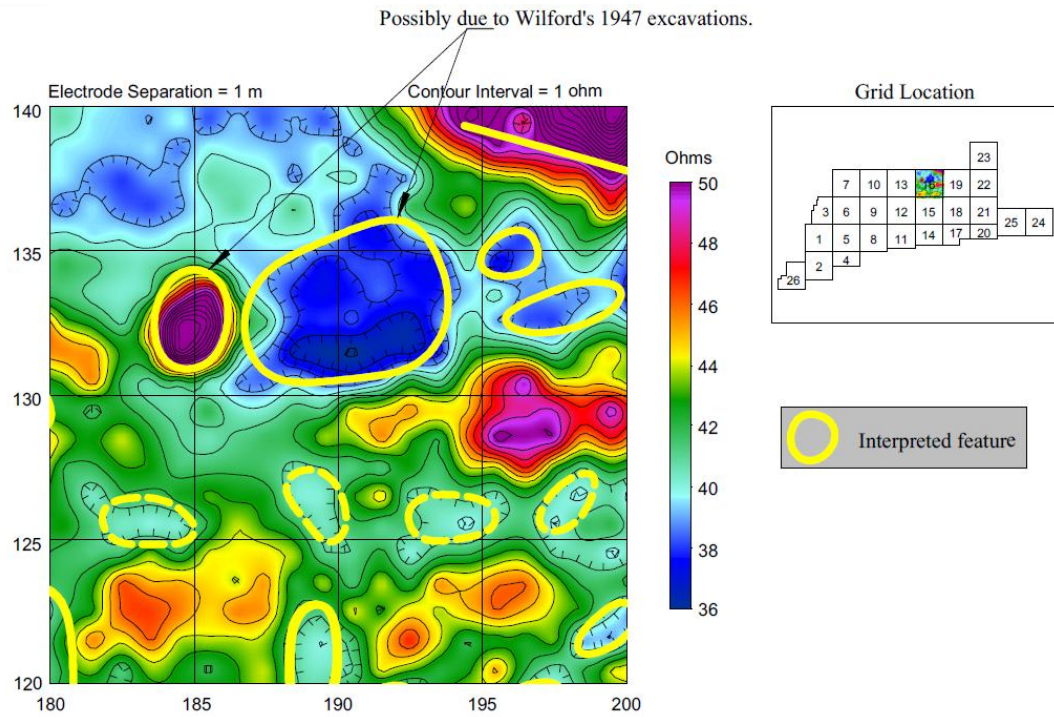 Possibly due to Wilford's 1947 excavations.
Electrode Separation = 1 m
Contour Interval = 1 ohm
140
135
130
125
120
180
185
190
195
200
Ohms
50
48
46
44
42
40
38
36
Grid Location
23
7 10 13 19 22
3 6 9 12 15 18 21 25 24
1 5 8 11 14 17 20
2 4
26
Interpreted feature